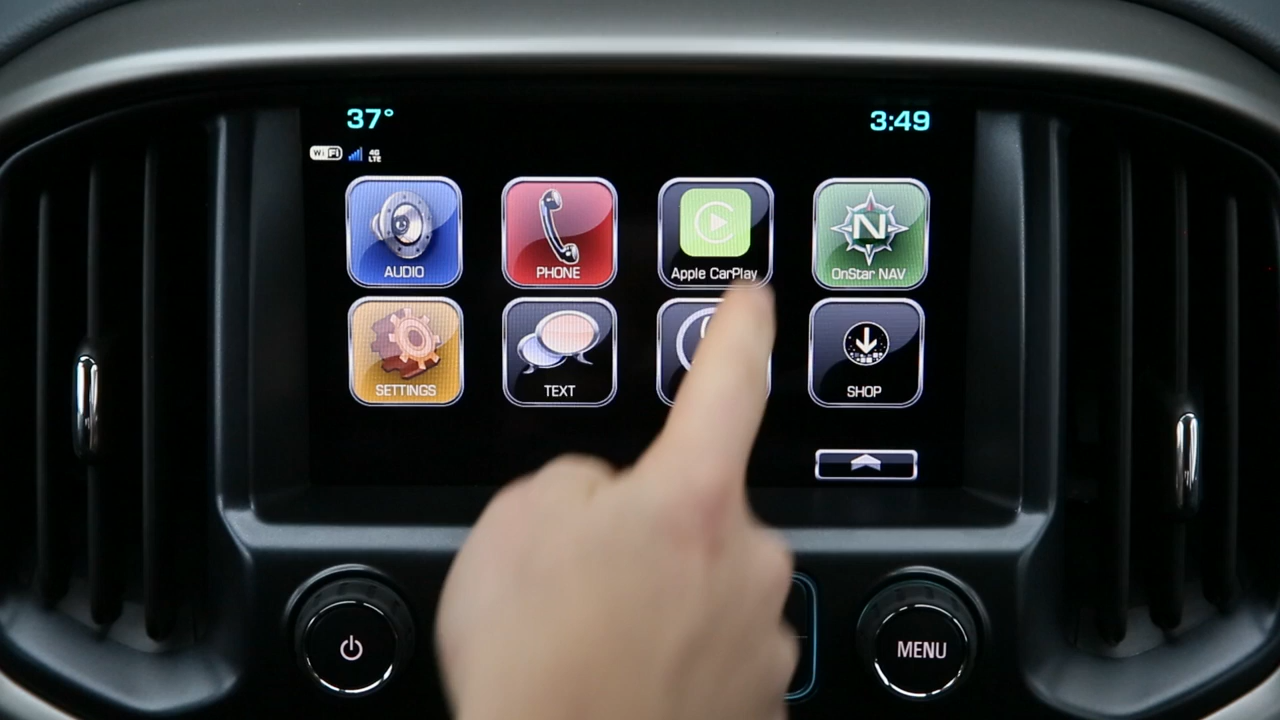 37° 3:49
WiFi 4G
LTE
AUDIO PHONE Apple CarPlay OnStar NAV
N
SETTINGS TEXT SHOP
MENU